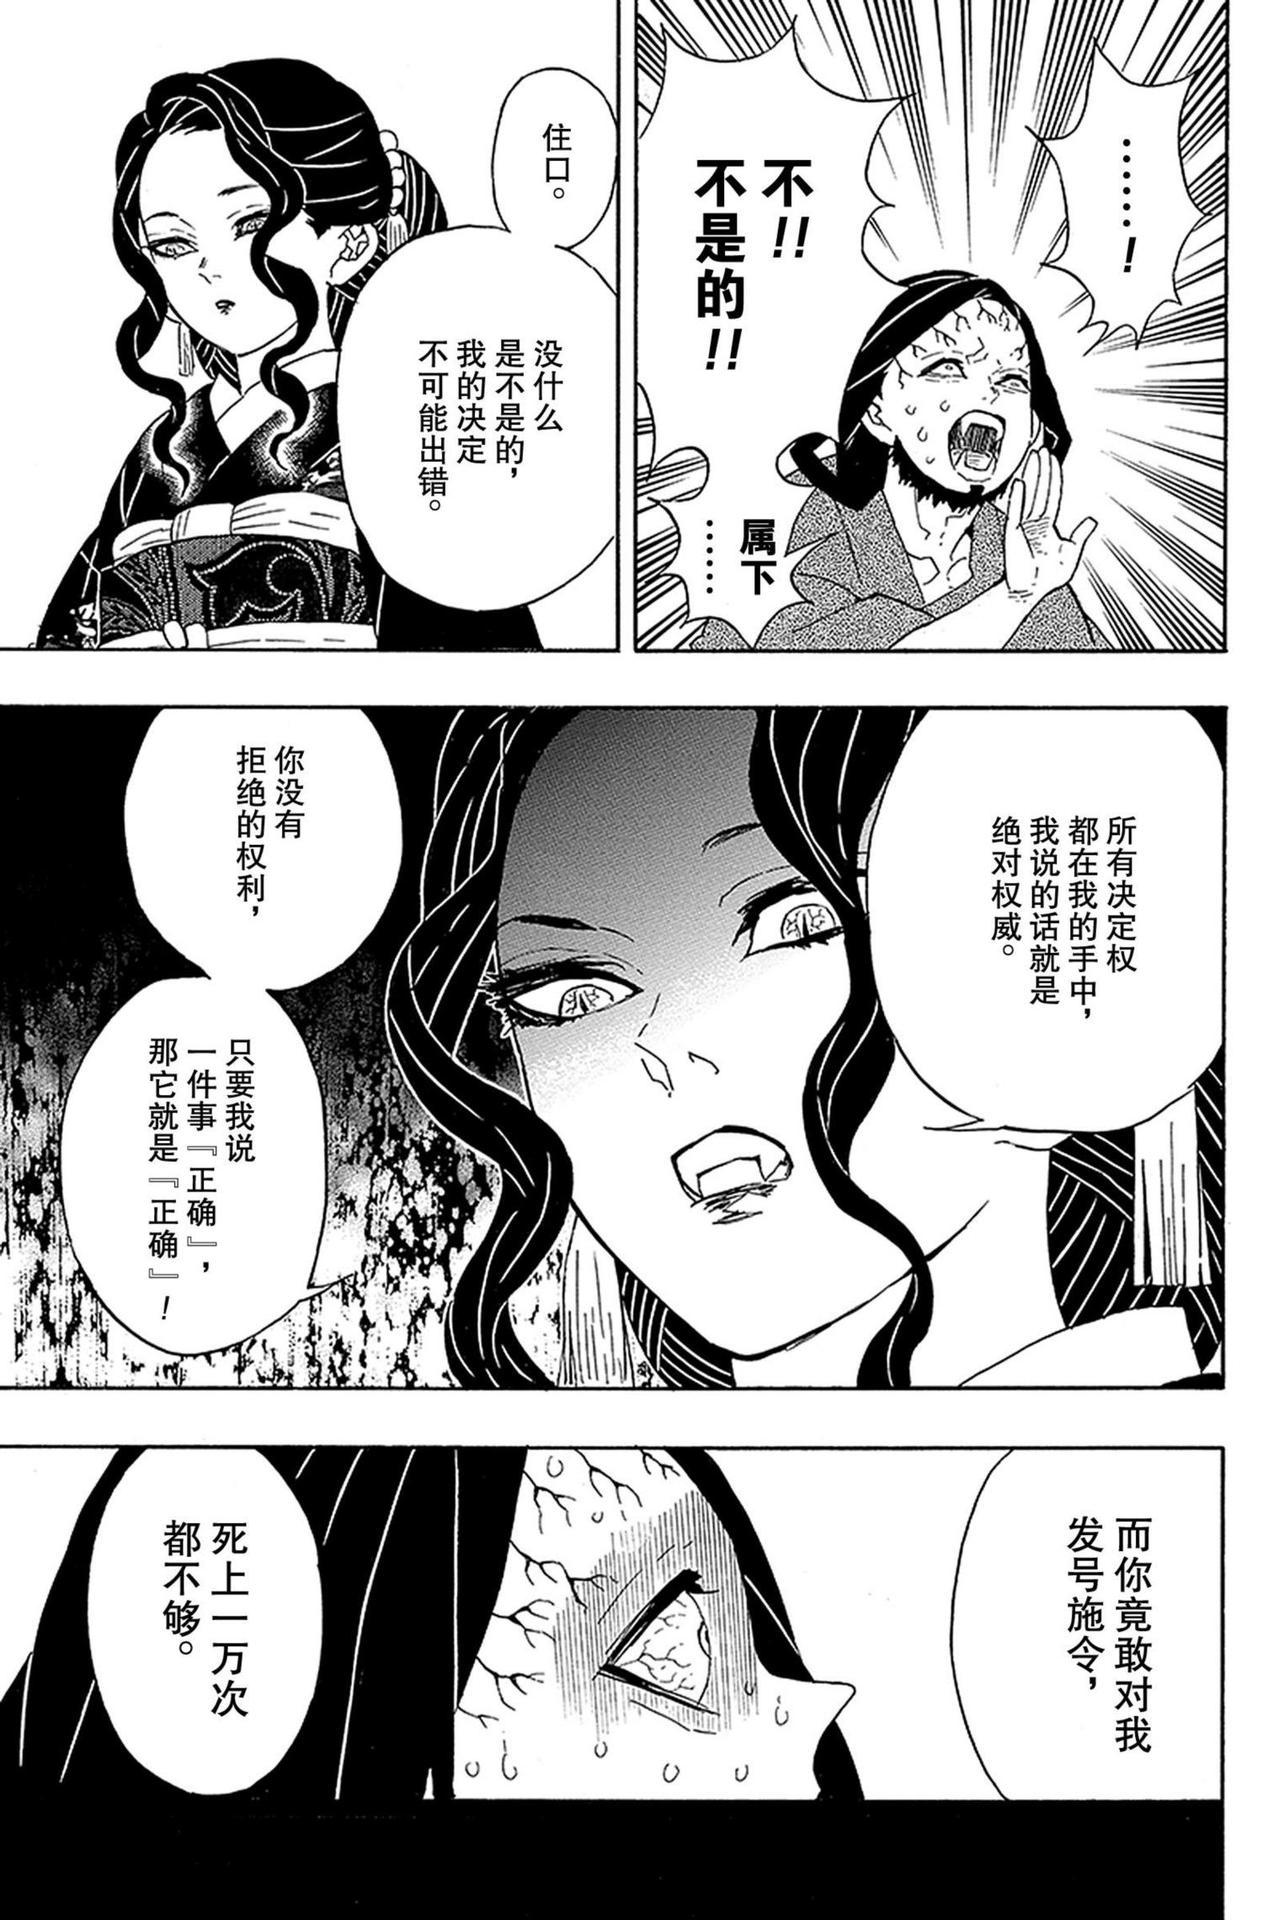 ……！
不！！
不是的！！
属下
……
住口。
没什么
是不是的，
我的决定
不可能出错。
所有决定权
都在我的手中，
我说的话就是
绝对权威。
你没有
拒绝的权利，
只要我说
一件事『正确』，
那它就是『正确』！
而你竟敢对我
发号施令，
死上一万次
都不够。